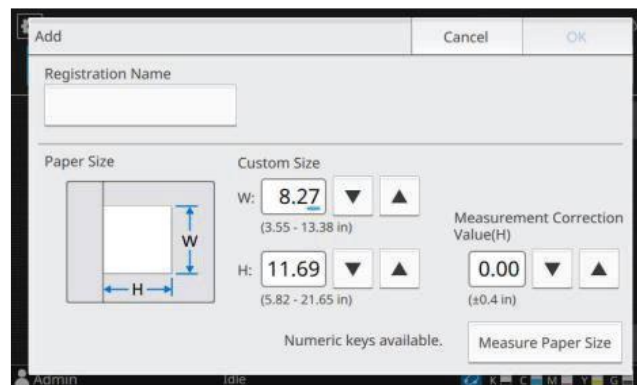 Add
Cancel
OK
Registration Name
Paper Size
Custom Size
W: 8.27
(3.55 - 13.38 in)
W
H
H: 11.69
(5.82 - 21.65 in)
Measurement Correction
Value(H)
0.00
(±0.4 in)
Numeric keys available.
Measure Paper Size
Admin
Idle
K C M Y G